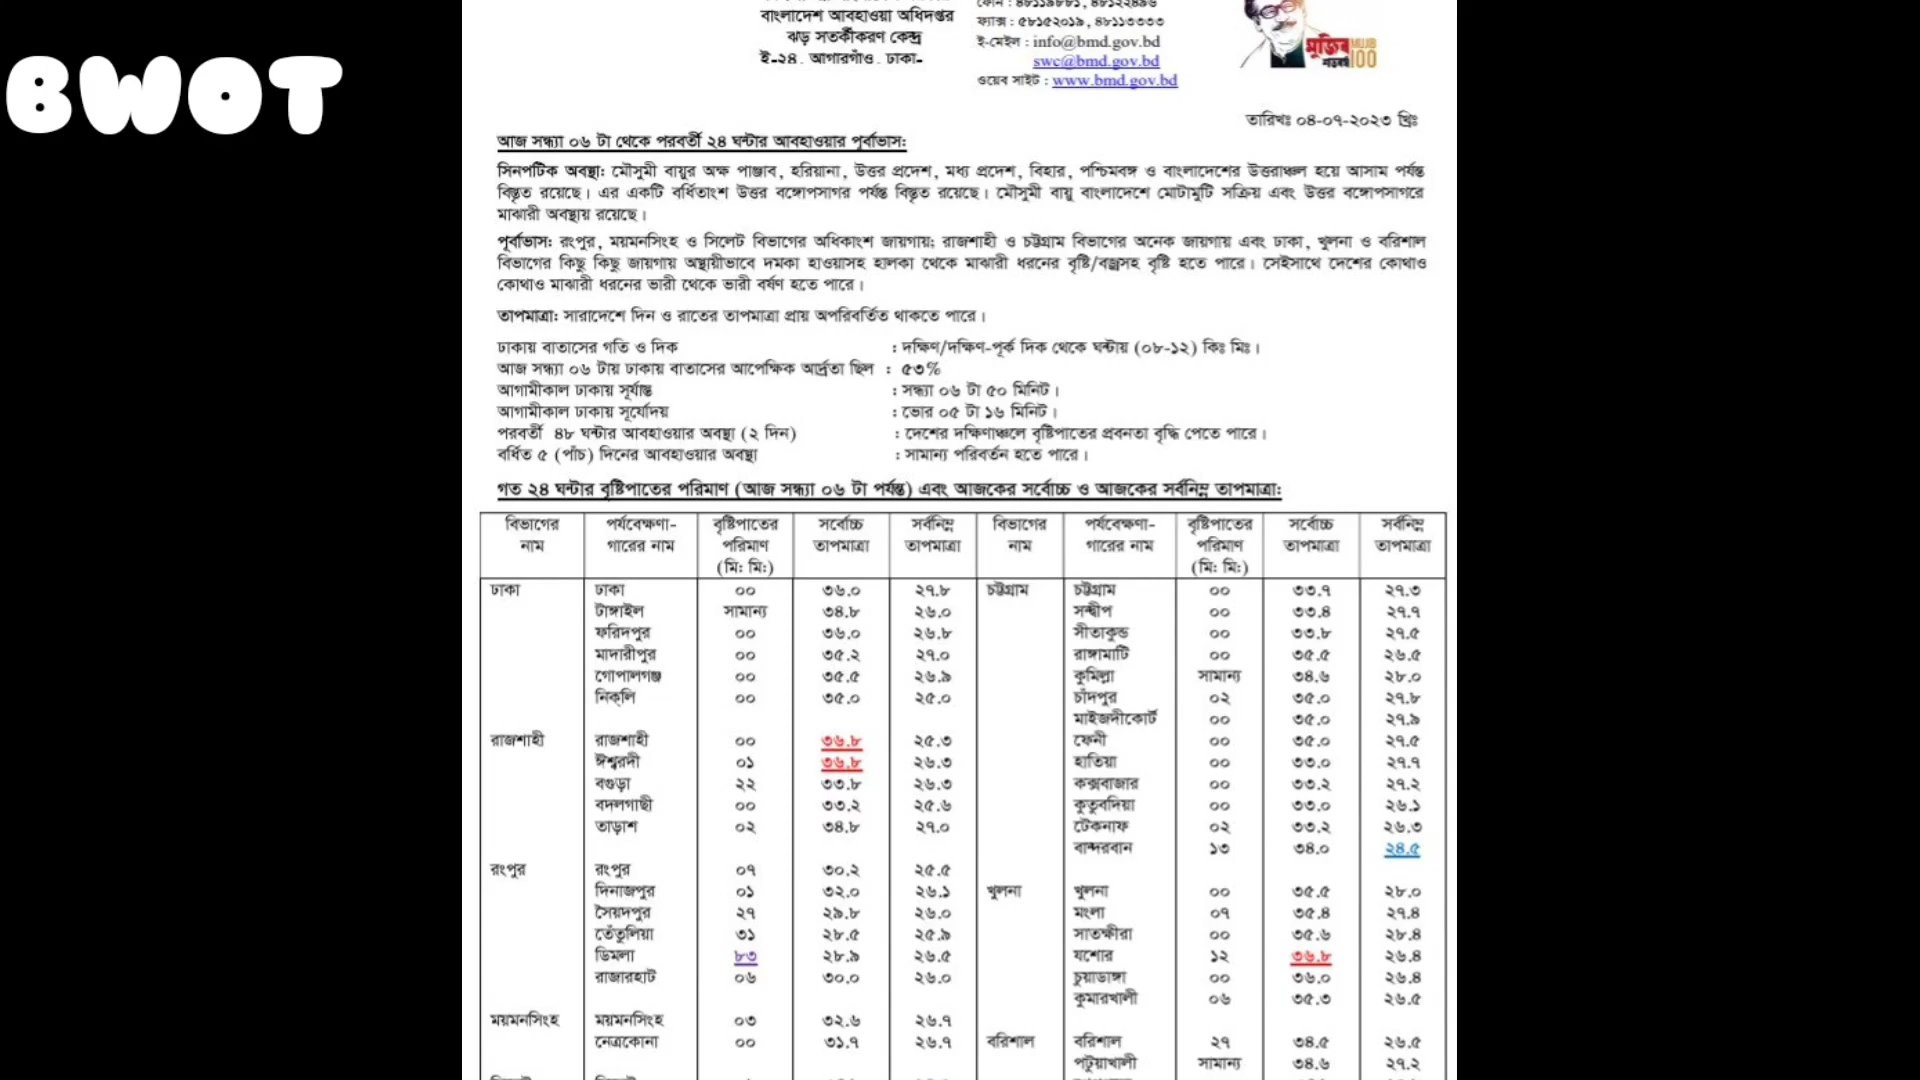 BWOT
বাংলাদেশ আবহাওয়া অধিদপ্তর
ঝড় সতর্কীকরণ কেন্দ্র
ই-২৪, আগারগাঁও, ঢাকা-
ফোন : ৪৮১১৯৮৮১, ৪৮১২২৪৯৬
ফ্যাক্স : ৫৮১৫২০১৯, ৪৮১১৩৩৩৩
ই-মেইল : info@bmd.gov.bd
swc@bmd.gov.bd
ওয়েব সাইট : www.bmd.gov.bd
মুজিব MUJIB
শতবর্ষ 100
তারিখঃ ০৪-০৭-২০২৩ খ্রিঃ
আজ সন্ধ্যা ০৬ টা থেকে পরবর্তী ২৪ ঘন্টার আবহাওয়ার পূর্বাভাস:
সিনপটিক অবস্থা: মৌসুমী বায়ুর অক্ষ পাঞ্জাব, হরিয়ানা, উত্তর প্রদেশ, মধ্য প্রদেশ, বিহার, পশ্চিমবঙ্গ ও বাংলাদেশের উত্তরাঞ্চল হয়ে আসাম পর্যন্ত
বিস্তৃত রয়েছে। এর একটি বর্ধিতাংশ উত্তর বঙ্গোপসাগর পর্যন্ত বিস্তৃত রয়েছে। মৌসুমী বায়ু বাংলাদেশে মোটামুটি সক্রিয় এবং উত্তর বঙ্গোপসাগরে
মাঝারী অবস্থায় রয়েছে।
পূর্বাভাস: রংপুর, ময়মনসিংহ ও সিলেট বিভাগের অধিকাংশ জায়গায়; রাজশাহী ও চট্টগ্রাম বিভাগের অনেক জায়গায় এবং ঢাকা, খুলনা ও বরিশাল
বিভাগের কিছু কিছু জায়গায় অস্থায়ীভাবে দমকা হাওয়াসহ হালকা থেকে মাঝারী ধরনের বৃষ্টি/বজ্রসহ বৃষ্টি হতে পারে। সেইসাথে দেশের কোথাও
কোথাও মাঝারী ধরনের ভারী থেকে ভারী বর্ষণ হতে পারে।
তাপমাত্রা: সারাদেশে দিন ও রাতের তাপমাত্রা প্রায় অপরিবর্তিত থাকতে পারে।
ঢাকায় বাতাসের গতি ও দিক : দক্ষিণ/দক্ষিণ-পূর্ব দিক থেকে ঘন্টায় (০৮-১২) কিঃ মিঃ।
আজ সন্ধ্যা ০৬ টায় ঢাকায় বাতাসের আপেক্ষিক আর্দ্রতা ছিল : ৫৩%
আগামীকাল ঢাকায় সূর্যাস্ত : সন্ধ্যা ০৬ টা ৫০ মিনিট।
আগামীকাল ঢাকায় সূর্যোদয় : ভোর ০৫ টা ১৬ মিনিট।
পরবর্তী ৪৮ ঘন্টার আবহাওয়ার অবস্থা (২ দিন) : দেশের দক্ষিণাঞ্চলে বৃষ্টিপাতের প্রবনতা বৃদ্ধি পেতে পারে।
বর্ধিত ৫ (পাঁচ) দিনের আবহাওয়ার অবস্থা : সামান্য পরিবর্তন হতে পারে।
গত ২৪ ঘন্টার বৃষ্টিপাতের পরিমাণ (আজ সন্ধ্যা ০৬ টা পর্যন্ত) এবং আজকের সর্বোচ্চ ও আজকের সর্বনিম্ন তাপমাত্রা:
বিভাগের পর্যবেক্ষণা- বৃষ্টিপাতের সর্বোচ্চ সর্বনিম্ন বিভাগের পর্যবেক্ষণা- বৃষ্টিপাতের সর্বোচ্চ সর্বনিম্ন
নাম গারের নাম পরিমাণ তাপমাত্রা তাপমাত্রা নাম গারের নাম পরিমাণ তাপমাত্রা তাপমাত্রা
(মি: মি:) (মি: মি:)
ঢাকা ঢাকা ০০ ৩৬.০ ২৭.৮ চট্টগ্রাম চট্টগ্রাম ০০ ৩৩.৭ ২৭.৩
টাঙ্গাইল সামান্য ৩৪.৮ ২৬.০ সন্দ্বীপ ০০ ৩৩.৪ ২৭.৭
ফরিদপুর ০০ ৩৬.০ ২৬.৮ সীতাকুন্ড ০০ ৩৩.৮ ২৭.৫
মাদারীপুর ০০ ৩৫.২ ২৭.০ রাঙ্গামাটি ০০ ৩৫.৫ ২৬.৫
গোপালগঞ্জ ০০ ৩৫.৫ ২৬.৯ কুমিল্লা সামান্য ৩৪.৬ ২৮.০
নিক্‌লি ০০ ৩৫.০ ২৫.০ চাঁদপুর ০২ ৩৫.০ ২৭.৮
মাইজদীকোর্ট ০০ ৩৫.০ ২৭.৯
রাজশাহী রাজশাহী ০০ ৩৬.৮ ২৫.৩ ফেনী ০০ ৩৫.০ ২৭.৫
ঈশ্বরদী ০১ ৩৬.৮ ২৬.৩ হাতিয়া ০০ ৩৩.০ ২৭.৭
বগুড়া ২২ ৩৩.৮ ২৬.৩ কক্সবাজার ০০ ৩৩.২ ২৭.২
বদলগাছী ০০ ৩৩.২ ২৫.৬ কুতুবদিয়া ০০ ৩৩.০ ২৬.১
তাড়াশ ০২ ৩৪.৮ ২৭.০ টেকনাফ ০২ ৩৩.২ ২৬.৩
বান্দরবান ১৩ ৩৪.০ ২৪.৫
রংপুর রংপুর ০৭ ৩০.২ ২৫.৫
দিনাজপুর ০১ ৩২.০ ২৬.১ খুলনা খুলনা ০০ ৩৫.৫ ২৮.০
সৈয়দপুর ২৭ ২৯.৮ ২৬.০ মংলা ০৭ ৩৫.৪ ২৭.৪
তেঁতুলিয়া ৩১ ২৮.৫ ২৫.৯ সাতক্ষীরা ০০ ৩৫.৬ ২৮.৪
ডিমলা ৮৩ ২৮.৯ ২৬.৫ যশোর ১২ ৩৬.৮ ২৬.৪
রাজারহাট ০৬ ৩০.০ ২৬.০ চুয়াডাঙ্গা ০০ ৩৬.০ ২৬.৪
কুমারখালী ০৬ ৩৫.৩ ২৬.৫
ময়মনসিংহ ময়মনসিংহ ০৩ ৩২.৬ ২৬.৭
নেত্রকোনা ০০ ৩১.৭ ২৬.৭ বরিশাল বরিশাল ২৭ ৩৪.৫ ২৬.৫
পটুয়াখালী সামান্য ৩৪.৬ ২৭.২